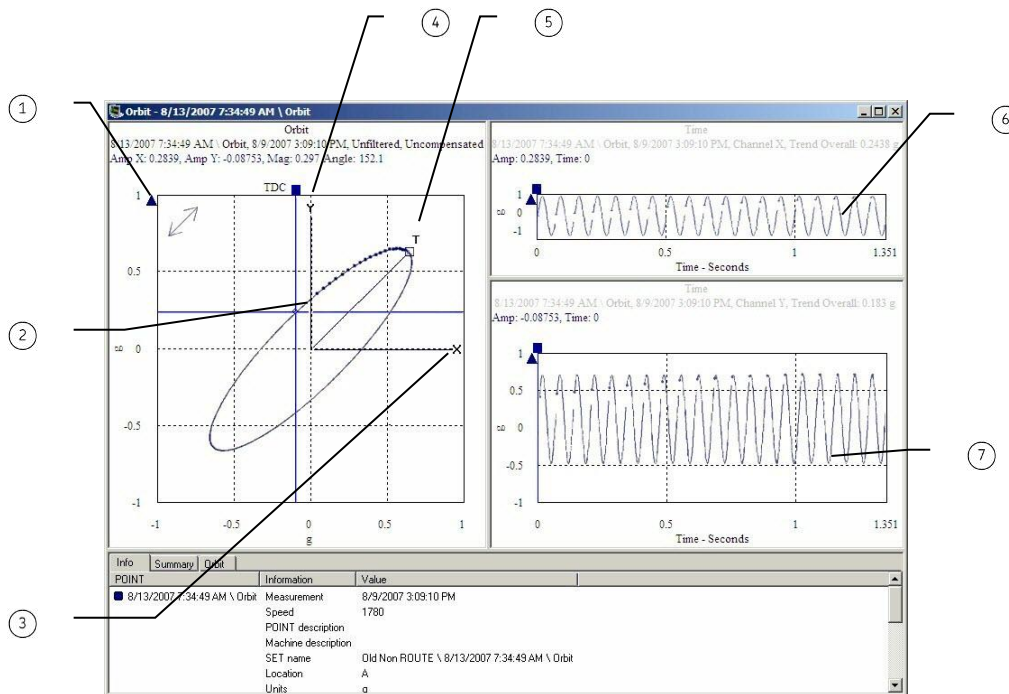 4
5
1
6
Orbit - 8/13/2007 7:34:49 AM \ Orbit
Orbit
8/13/2007 7:34:49 AM \ Orbit, 8/9/2007 3:09:10 PM, Unfiltered, Uncompensated
Amp X: 0.2839, Amp Y: -0.08753, Mag: 0.297 Angle: 152.1
TDC
1
0.5
0
-0.5
-1
g
Y
T
X
-1
-0.5
0
0.5
1
g
2
3
Time
8/13/2007 7:34:49 AM \ Orbit, 8/9/2007 3:09:10 PM, Channel X, Trend Overall: 0.2438 g
Amp: 0.2839, Time: 0
1
0
-1
g
0
0.5
1
1.351
Time - Seconds
Time
8/13/2007 7:34:49 AM \ Orbit, 8/9/2007 3:09:10 PM, Channel Y, Trend Overall: 0.183 g
Amp: -0.08753, Time: 0
1
0.5
0
-0.5
-1
g
0
0.5
1
1.351
Time - Seconds
7
Info Summary Orbit
POINT Information Value
8/13/2007 7:34:49 AM \ Orbit Measurement 8/9/2007 3:09:10 PM
Speed 1780
POINT description
Machine description
SET name Old Non ROUTE \ 8/13/2007 7:34:49 AM \ Orbit
Location A
Units g